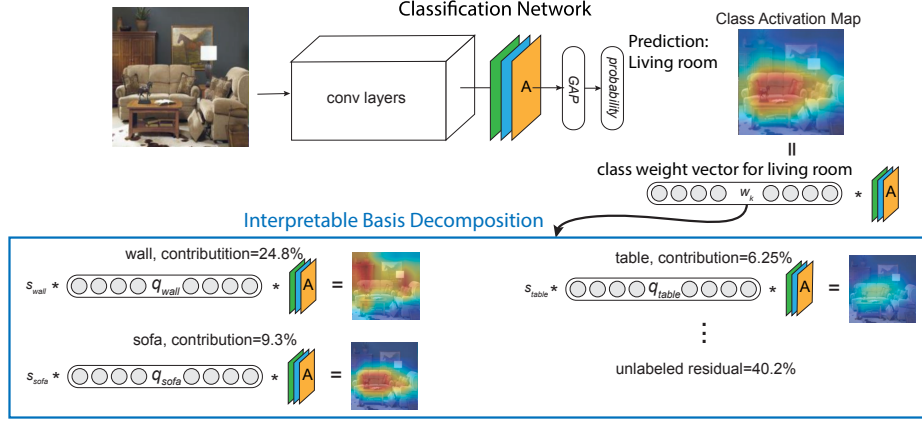 Classification Network
conv layers
A
GAP
probability
Prediction:
Living room
Class Activation Map
=
class weight vector for living room
w_k * A
Interpretable Basis Decomposition
wall, contributition=24.8%
s_wall * q_wall * A =
sofa, contribution=9.3%
s_sofa * q_sofa * A =
table, contribution=6.25%
s_table * q_table * A =
⋮
unlabeled residual=40.2%